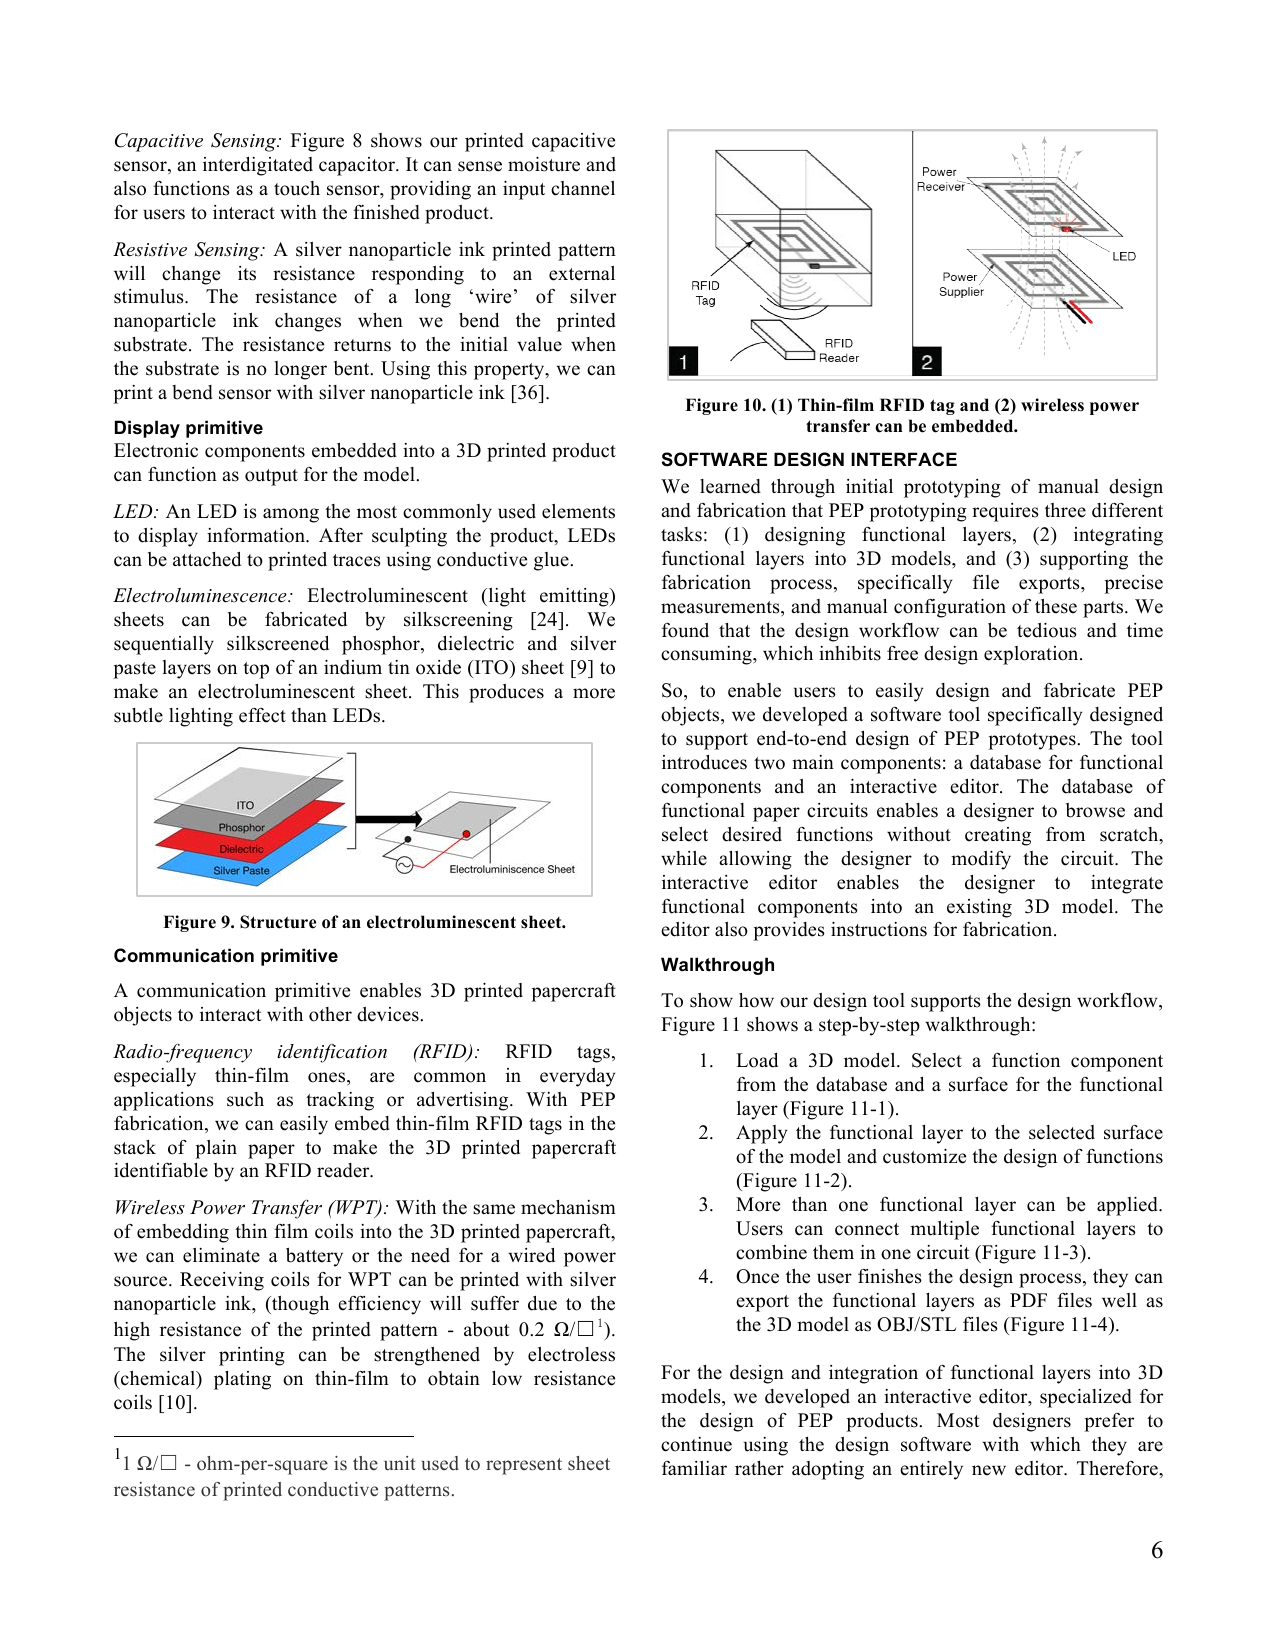 Capacitive Sensing: Figure 8 shows our printed capacitive
sensor, an interdigitated capacitor. It can sense moisture and
also functions as a touch sensor, providing an input channel
for users to interact with the finished product.
Resistive Sensing: A silver nanoparticle ink printed pattern
will change its resistance responding to an external
stimulus. The resistance of a long ‘wire’ of silver
nanoparticle ink changes when we bend the printed
substrate. The resistance returns to the initial value when
the substrate is no longer bent. Using this property, we can
print a bend sensor with silver nanoparticle ink [36].
Display primitive
Electronic components embedded into a 3D printed product
can function as output for the model.
LED: An LED is among the most commonly used elements
to display information. After sculpting the product, LEDs
can be attached to printed traces using conductive glue.
Electroluminescence: Electroluminescent (light emitting)
sheets can be fabricated by silkscreening [24]. We
sequentially silkscreened phosphor, dielectric and silver
paste layers on top of an indium tin oxide (ITO) sheet [9] to
make an electroluminescent sheet. This produces a more
subtle lighting effect than LEDs.
ITO
Phosphor
Dielectric
Silver Paste
Electroluminiscence Sheet
Figure 9. Structure of an electroluminescent sheet.
Communication primitive
A communication primitive enables 3D printed papercraft
objects to interact with other devices.
Radio-frequency identification (RFID): RFID tags,
especially thin-film ones, are common in everyday
applications such as tracking or advertising. With PEP
fabrication, we can easily embed thin-film RFID tags in the
stack of plain paper to make the 3D printed papercraft
identifiable by an RFID reader.
Wireless Power Transfer (WPT): With the same mechanism
of embedding thin film coils into the 3D printed papercraft,
we can eliminate a battery or the need for a wired power
source. Receiving coils for WPT can be printed with silver
nanoparticle ink, (though efficiency will suffer due to the
high resistance of the printed pattern - about 0.2 Ω/□ ¹).
The silver printing can be strengthened by electroless
(chemical) plating on thin-film to obtain low resistance
coils [10].
¹1 Ω/□ - ohm-per-square is the unit used to represent sheet
resistance of printed conductive patterns.
RFID
Tag
RFID
Reader
1
Power
Receiver
LED
Power
Supplier
2
Figure 10. (1) Thin-film RFID tag and (2) wireless power
transfer can be embedded.
SOFTWARE DESIGN INTERFACE
We learned through initial prototyping of manual design
and fabrication that PEP prototyping requires three different
tasks: (1) designing functional layers, (2) integrating
functional layers into 3D models, and (3) supporting the
fabrication process, specifically file exports, precise
measurements, and manual configuration of these parts. We
found that the design workflow can be tedious and time
consuming, which inhibits free design exploration.
So, to enable users to easily design and fabricate PEP
objects, we developed a software tool specifically designed
to support end-to-end design of PEP prototypes. The tool
introduces two main components: a database for functional
components and an interactive editor. The database of
functional paper circuits enables a designer to browse and
select desired functions without creating from scratch,
while allowing the designer to modify the circuit. The
interactive editor enables the designer to integrate
functional components into an existing 3D model. The
editor also provides instructions for fabrication.
Walkthrough
To show how our design tool supports the design workflow,
Figure 11 shows a step-by-step walkthrough:
1. Load a 3D model. Select a function component
from the database and a surface for the functional
layer (Figure 11-1).
2. Apply the functional layer to the selected surface
of the model and customize the design of functions
(Figure 11-2).
3. More than one functional layer can be applied.
Users can connect multiple functional layers to
combine them in one circuit (Figure 11-3).
4. Once the user finishes the design process, they can
export the functional layers as PDF files well as
the 3D model as OBJ/STL files (Figure 11-4).
For the design and integration of functional layers into 3D
models, we developed an interactive editor, specialized for
the design of PEP products. Most designers prefer to
continue using the design software with which they are
familiar rather adopting an entirely new editor. Therefore,
6